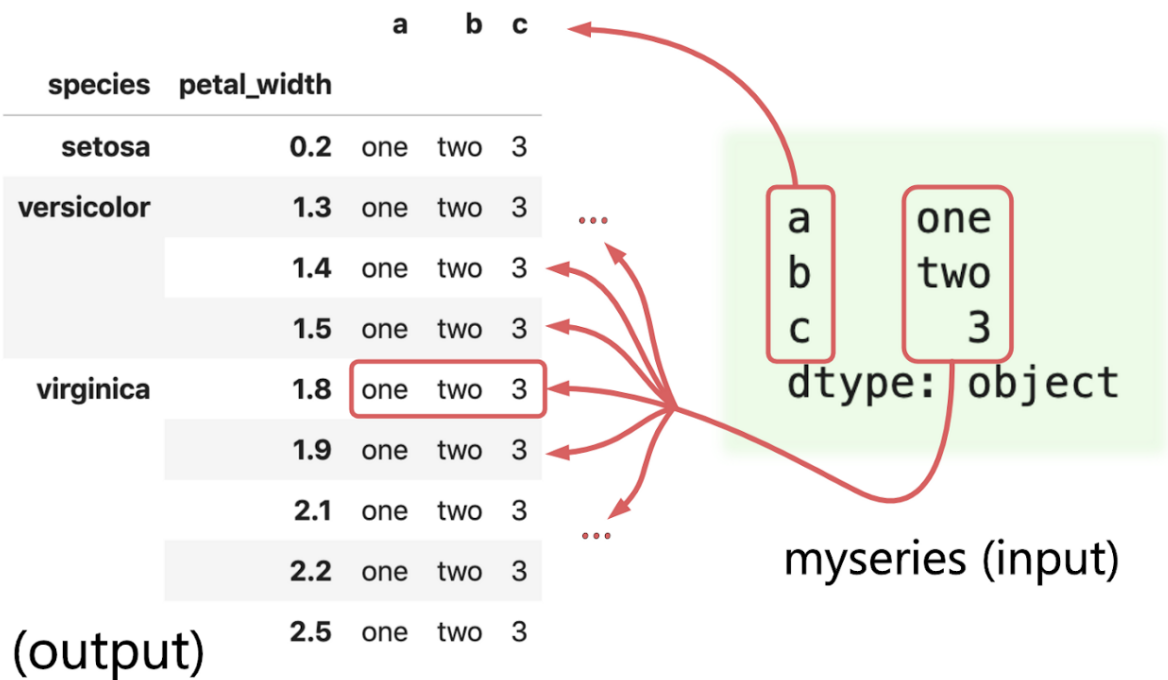 a b c
species petal_width
setosa 0.2 one two 3
versicolor 1.3 one two 3
1.4 one two 3
1.5 one two 3
virginica 1.8 one two 3
1.9 one two 3
2.1 one two 3
2.2 one two 3
2.5 one two 3
(output)
...
...
a one
b two
c 3
dtype: object
myseries (input)